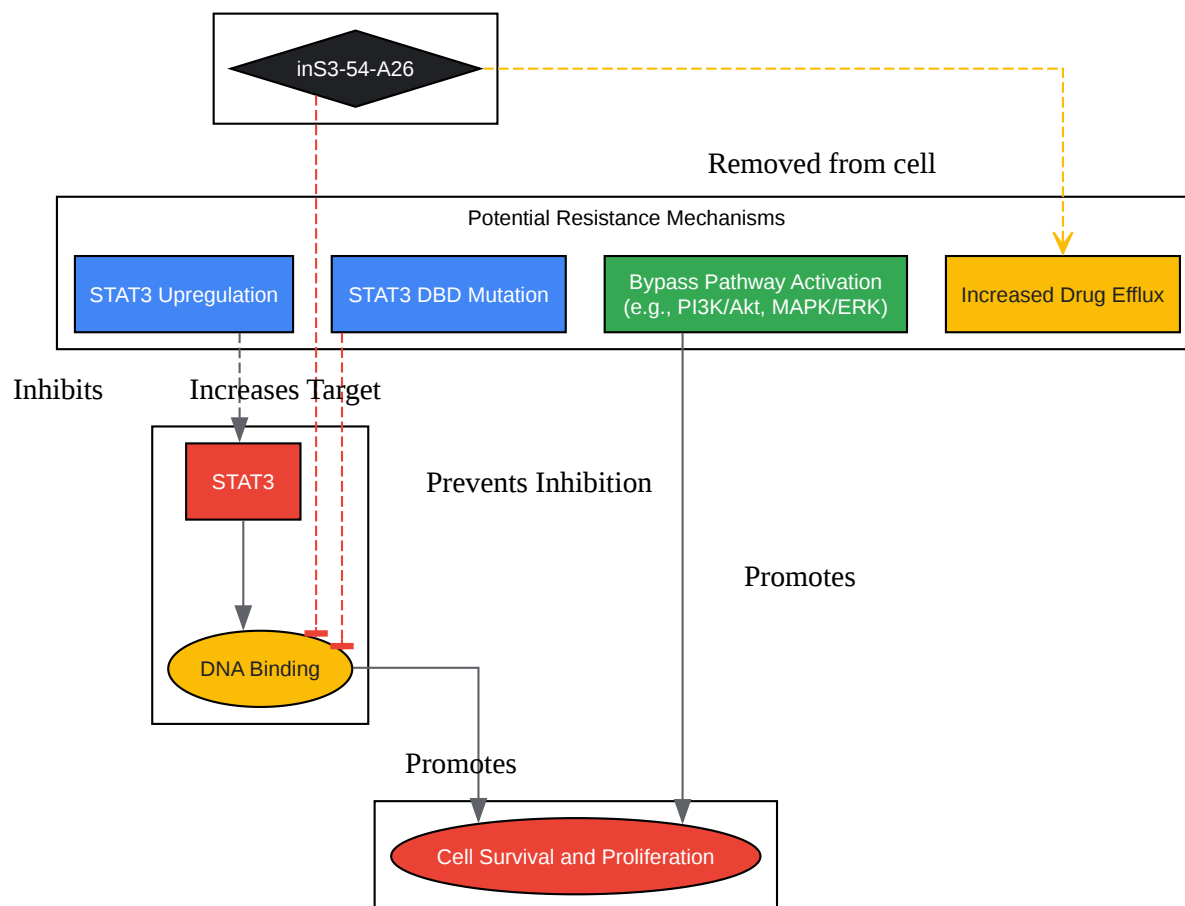 inS3-54-A26
Removed from cell
Potential Resistance Mechanisms
STAT3 Upregulation
STAT3 DBD Mutation
Bypass Pathway Activation
(e.g., PI3K/Akt, MAPK/ERK)
Increased Drug Efflux
Inhibits
Increases Target
STAT3
Prevents Inhibition
Promotes
DNA Binding
Promotes
Cell Survival and Proliferation